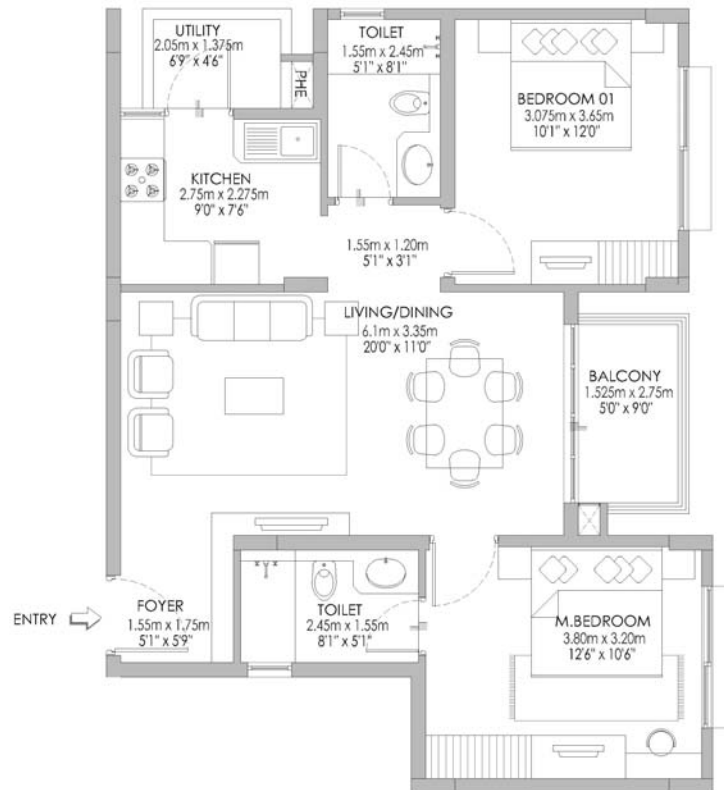 UTILITY
2.05m x 1.375m
6'9" x 4'6"
PHE
TOILET
1.55m x 2.45m
5'1" x 8'1"
BEDROOM 01
3.075m x 3.65m
10'1" x 12'0"
KITCHEN
2.75m x 2.275m
9'0" x 7'6"
1.55m x 1.20m
5'1" x 3'1"
LIVING/DINING
6.1m x 3.35m
20'0" x 11'0"
BALCONY
1.525m x 2.75m
5'0" x 9'0"
ENTRY
FOYER
1.55m x 1.75m
5'1" x 5'9"
TOILET
2.45m x 1.55m
8'1" x 5'1"
M.BEDROOM
3.80m x 3.20m
12'6" x 10'6"